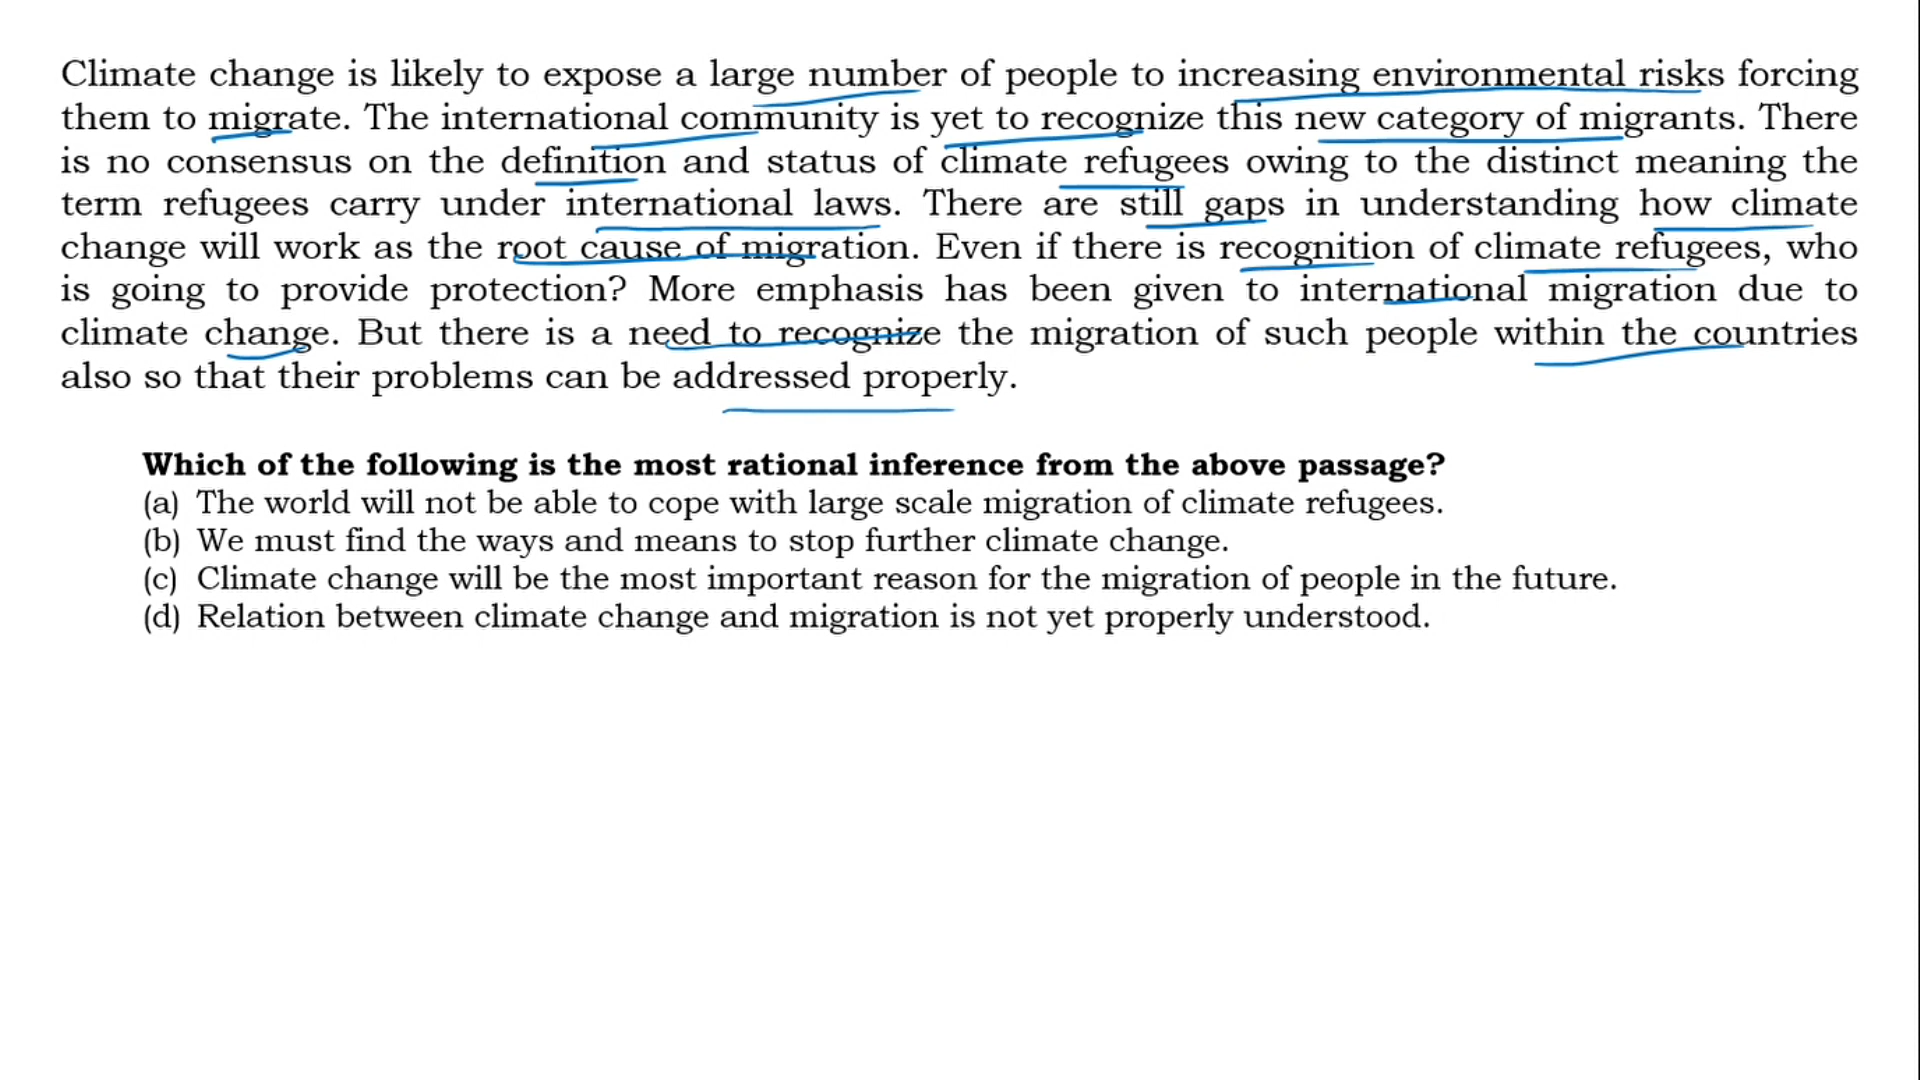 Climate change is likely to expose a large number of people to increasing environmental risks forcing
them to migrate. The international community is yet to recognize this new category of migrants. There
is no consensus on the definition and status of climate refugees owing to the distinct meaning the
term refugees carry under international laws. There are still gaps in understanding how climate
change will work as the root cause of migration. Even if there is recognition of climate refugees, who
is going to provide protection? More emphasis has been given to international migration due to
climate change. But there is a need to recognize the migration of such people within the countries
also so that their problems can be addressed properly.
Which of the following is the most rational inference from the above passage?
(a) The world will not be able to cope with large scale migration of climate refugees.
(b) We must find the ways and means to stop further climate change.
(c) Climate change will be the most important reason for the migration of people in the future.
(d) Relation between climate change and migration is not yet properly understood.